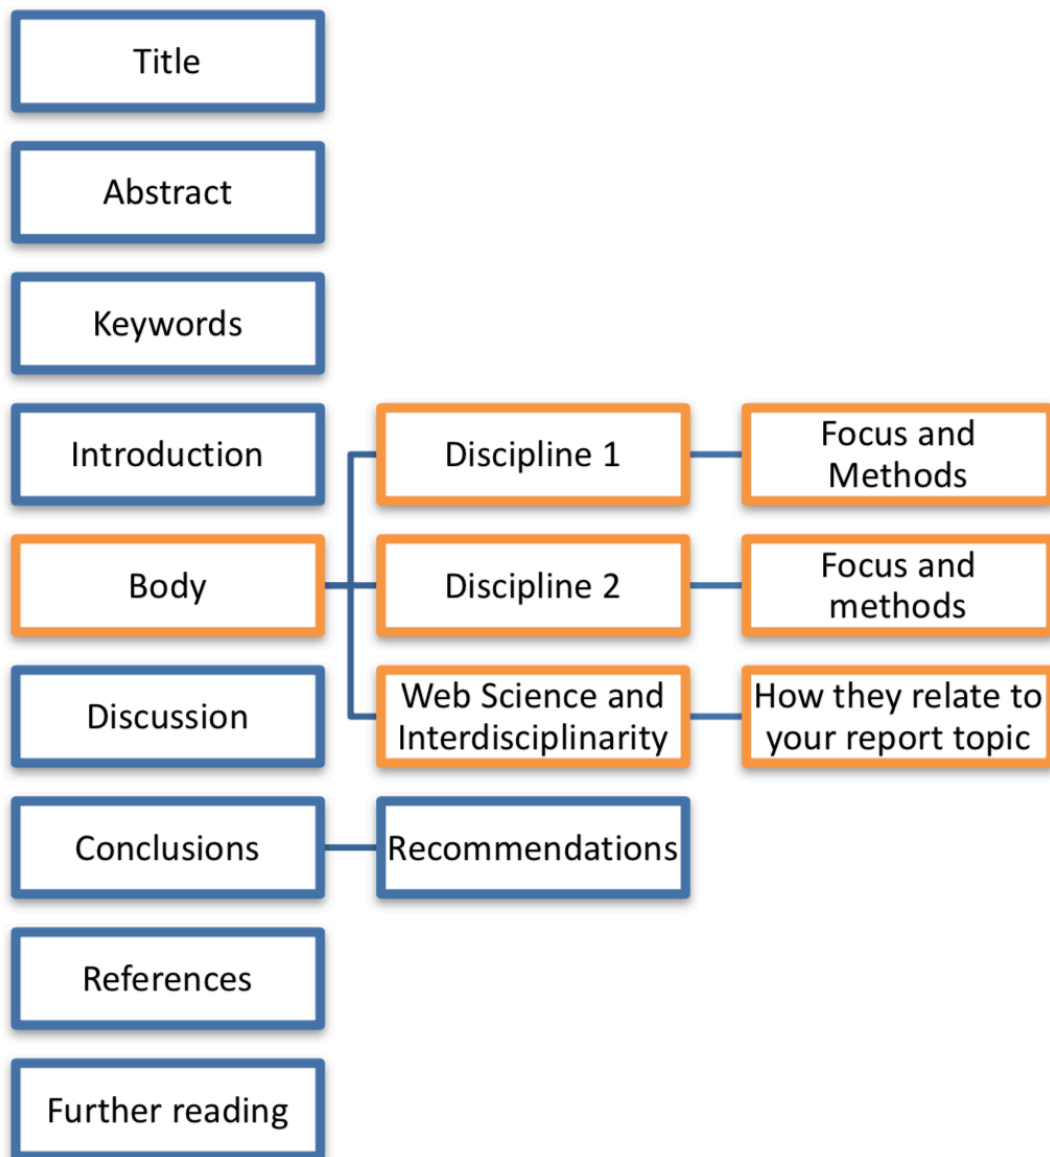 Title
Abstract
Keywords
Introduction
Discipline 1
Focus and
Methods
Body
Discipline 2
Focus and
methods
Discussion
Web Science and
Interdisciplinarity
How they relate to
your report topic
Conclusions
Recommendations
References
Further reading